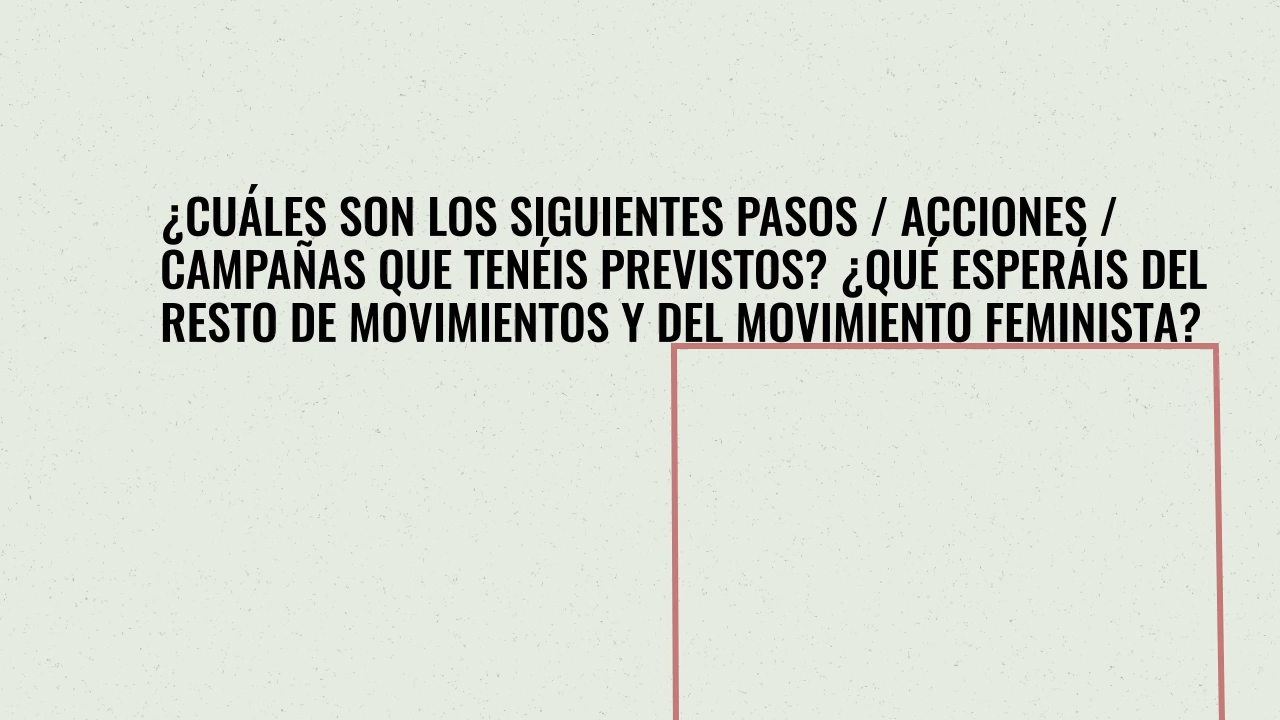 ¿CUÁLES SON LOS SIGUIENTES PASOS / ACCIONES /
CAMPAÑAS QUE TENÉIS PREVISTOS? ¿QUÉ ESPERÁIS DEL
RESTO DE MOVIMIENTOS Y DEL MOVIMIENTO FEMINISTA?